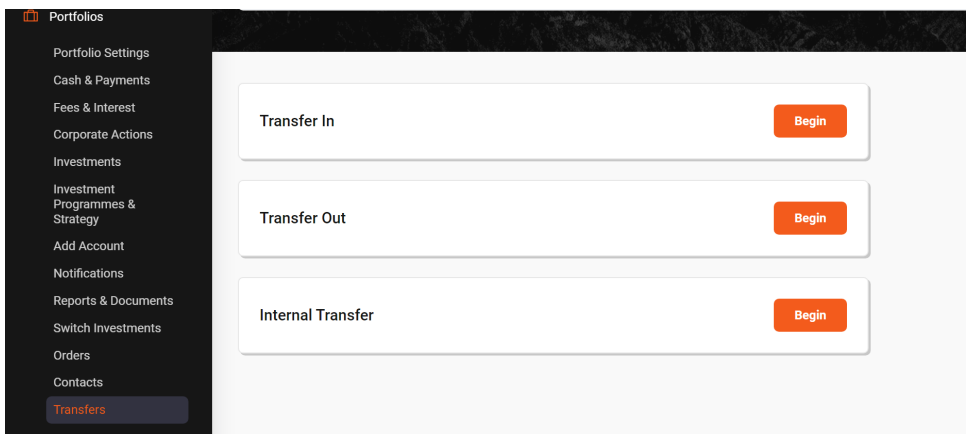 Portfolios
Portfolio Settings
Cash & Payments
Fees & Interest
Corporate Actions
Investments
Investment
Programmes &
Strategy
Add Account
Notifications
Reports & Documents
Switch Investments
Orders
Contacts
Transfers
Transfer In
Begin
Transfer Out
Begin
Internal Transfer
Begin